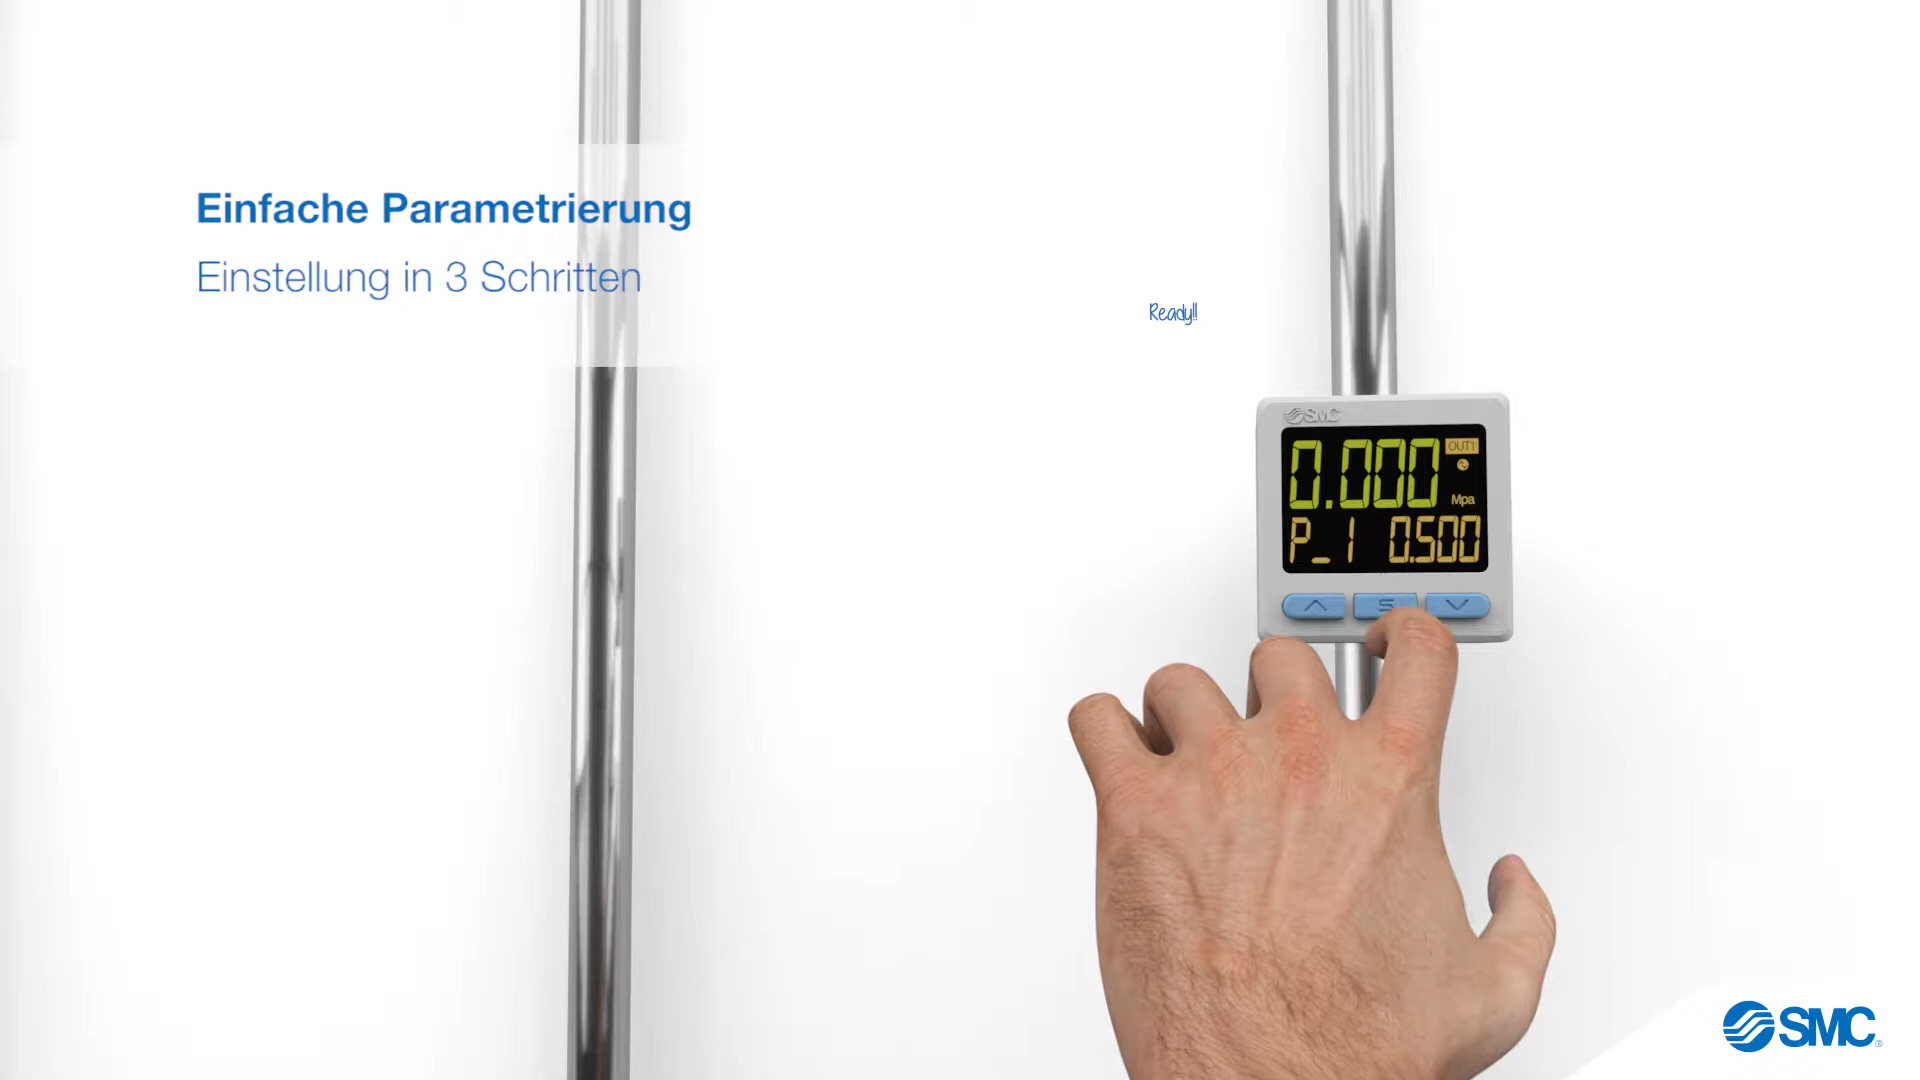 Einfache Parametrierung
Einstellung in 3 Schritten
Ready!!
SMC
0.000
OUT1
Mpa
P_1 0.500
S
SMC